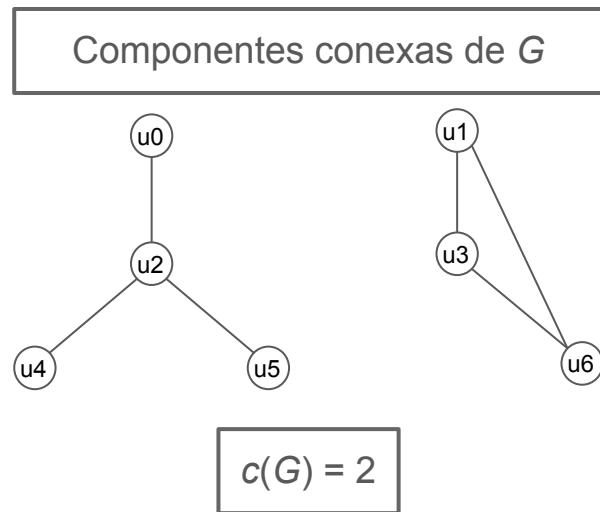 Componentes conexas de G
u0
u1
u2
u3
u4
u5
u6
c(G) = 2